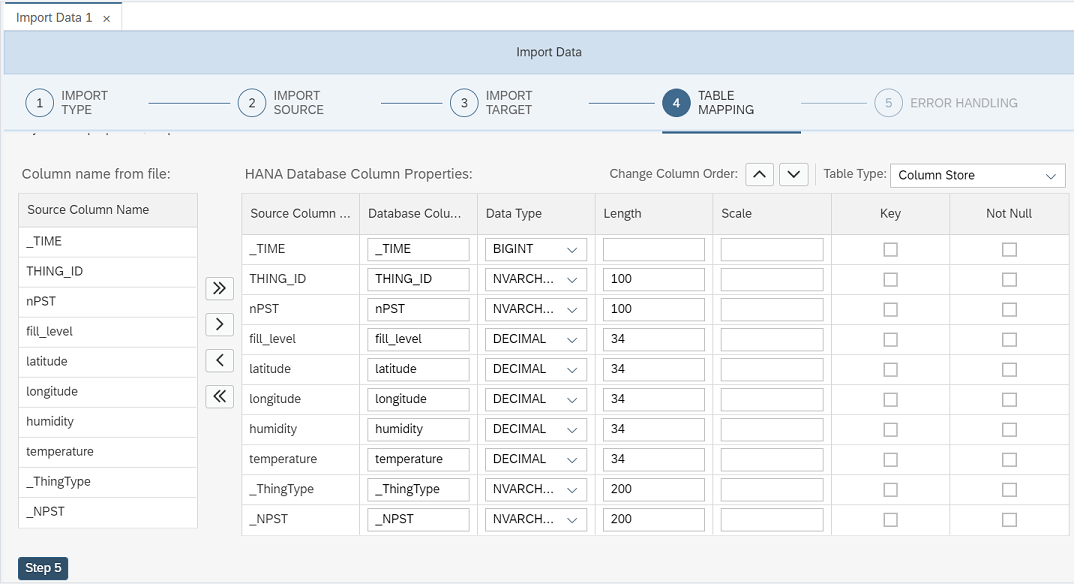 Import Data 1 ×
Import Data
1 IMPORT TYPE
2 IMPORT SOURCE
3 IMPORT TARGET
4 TABLE MAPPING
5 ERROR HANDLING
Column name from file:
HANA Database Column Properties:
Change Column Order:
Table Type: Column Store
Source Column Name
_TIME
THING_ID
nPST
fill_level
latitude
longitude
humidity
temperature
_ThingType
_NPST
Source Column ... Database Colu... Data Type Length Scale Key Not Null
_TIME _TIME BIGINT
THING_ID THING_ID NVARCH... 100
nPST nPST NVARCH... 100
fill_level fill_level DECIMAL 34
latitude latitude DECIMAL 34
longitude longitude DECIMAL 34
humidity humidity DECIMAL 34
temperature temperature DECIMAL 34
_ThingType _ThingType NVARCH... 200
_NPST _NPST NVARCH... 200
Step 5